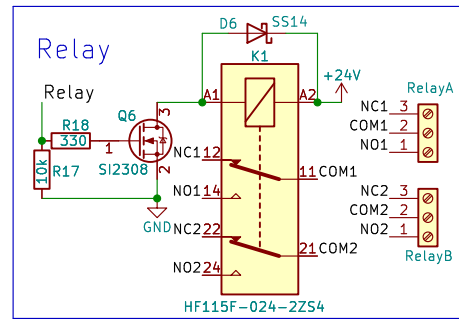 D6 SS14
Relay
K1
+24V
A1 A2
Relay
Q6
3
RelayA
NC1 3
COM1 2
NO1 1
R18
330
1
10k
R17
SI2308
2
NC1 12
11 COM1
NO1 14
GND
NC2 22
21 COM2
NO2 24
NC2 3
COM2 2
NO2 1
RelayB
HF115F-024-2ZS4